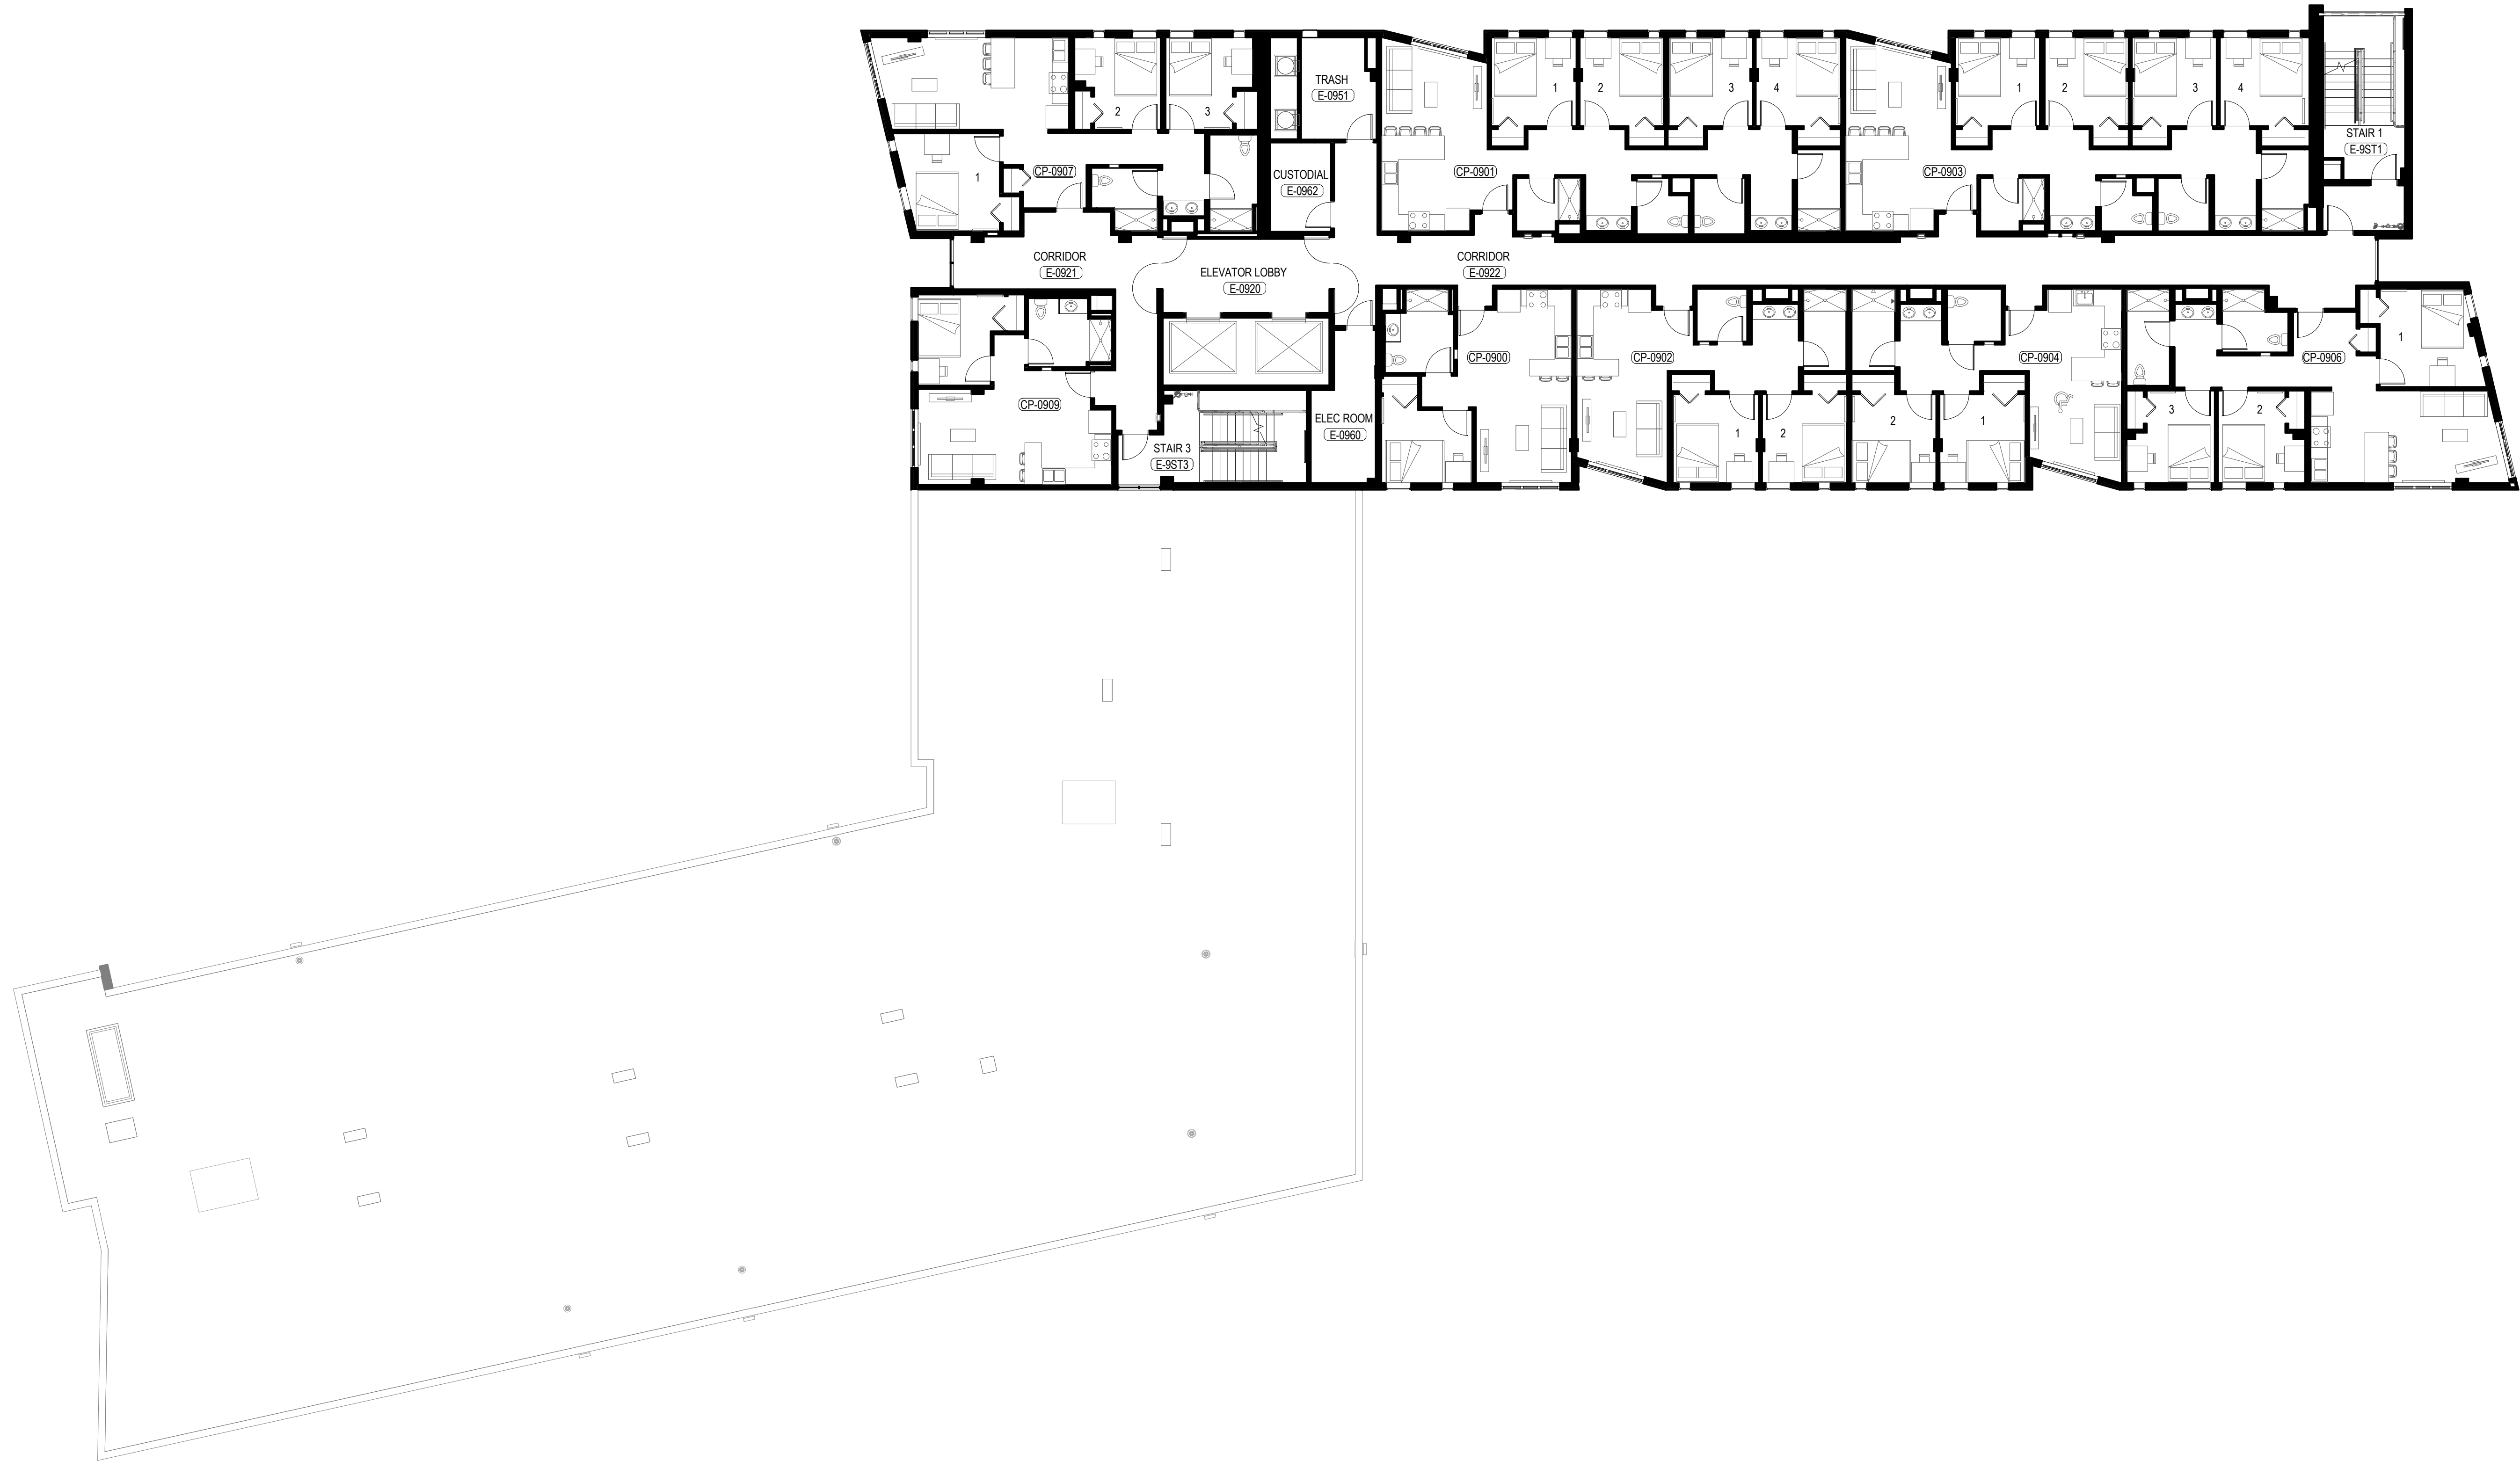 TRASH
E-0951
1
2
3
4
1
2
3
4
2
3
STAIR 1
E-9ST1
CUSTODIAL
E-0962
CP-0907
CP-0901
CP-0903
1
CORRIDOR
E-0921
ELEVATOR LOBBY
E-0920
CORRIDOR
E-0922
1
CP-0900
CP-0902
CP-0904
CP-0906
CP-0909
3
2
ELEC ROOM
E-0960
2
1
1
2
STAIR 3
E-9ST3